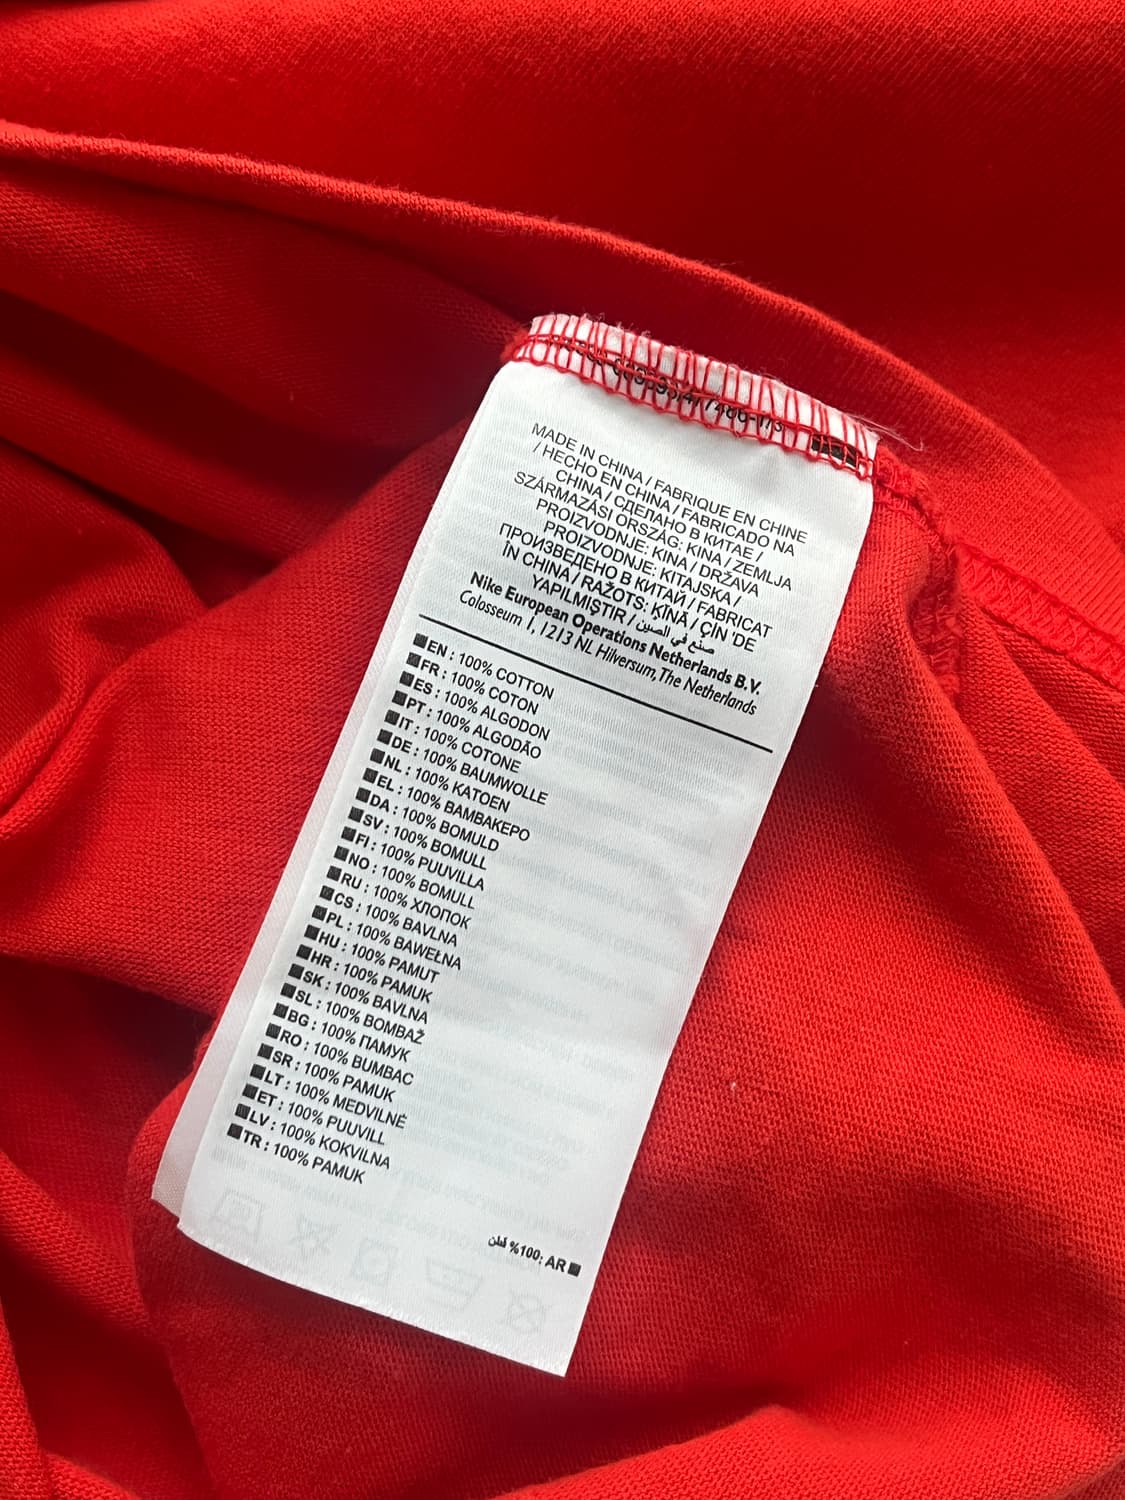 MADE IN CHINA / FABRIQUE EN CHINE
/ HECHO EN CHINA / FABRICADO NA
CHINA / СДЕЛАНО В КИТАЕ /
SZÁRMAZÁSI ORSZÁG: KINA / ZEMLJA
PROIZVODNJE: KINA / DRŽAVA
PROIZVODNJE: KITAJSKA /
ПРОИЗВЕДЕНО В КИТАЙ / FABRICAT
ÎN CHINA / RAŽOTS: ĶĪNĀ / ÇİN 'DE
YAPILMIŞTIR / صنع في الصين
Nike European Operations Netherlands B.V.
Colosseum 1, 1213 NL Hilversum, The Netherlands
EN : 100% COTTON
FR : 100% COTON
ES : 100% ALGODON
PT : 100% ALGODÃO
IT : 100% COTONE
DE : 100% BAUMWOLLE
NL : 100% KATOEN
EL : 100% ΒΑΜΒΑΚΕΡΟ
DA : 100% BOMULD
SV : 100% BOMULL
FI : 100% PUUVILLA
NO : 100% BOMULL
RU : 100% ХЛОПОК
CS : 100% BAVLNA
PL : 100% BAWEŁNA
HU : 100% PAMUT
HR : 100% PAMUK
SK : 100% BAVLNA
SL : 100% BOMBAŽ
BG : 100% ПАМУК
RO : 100% BUMBAC
SR : 100% PAMUK
LT : 100% MEDVILNĖ
ET : 100% PUUVILL
LV : 100% KOKVILNA
TR : 100% PAMUK
AR :100% قطن